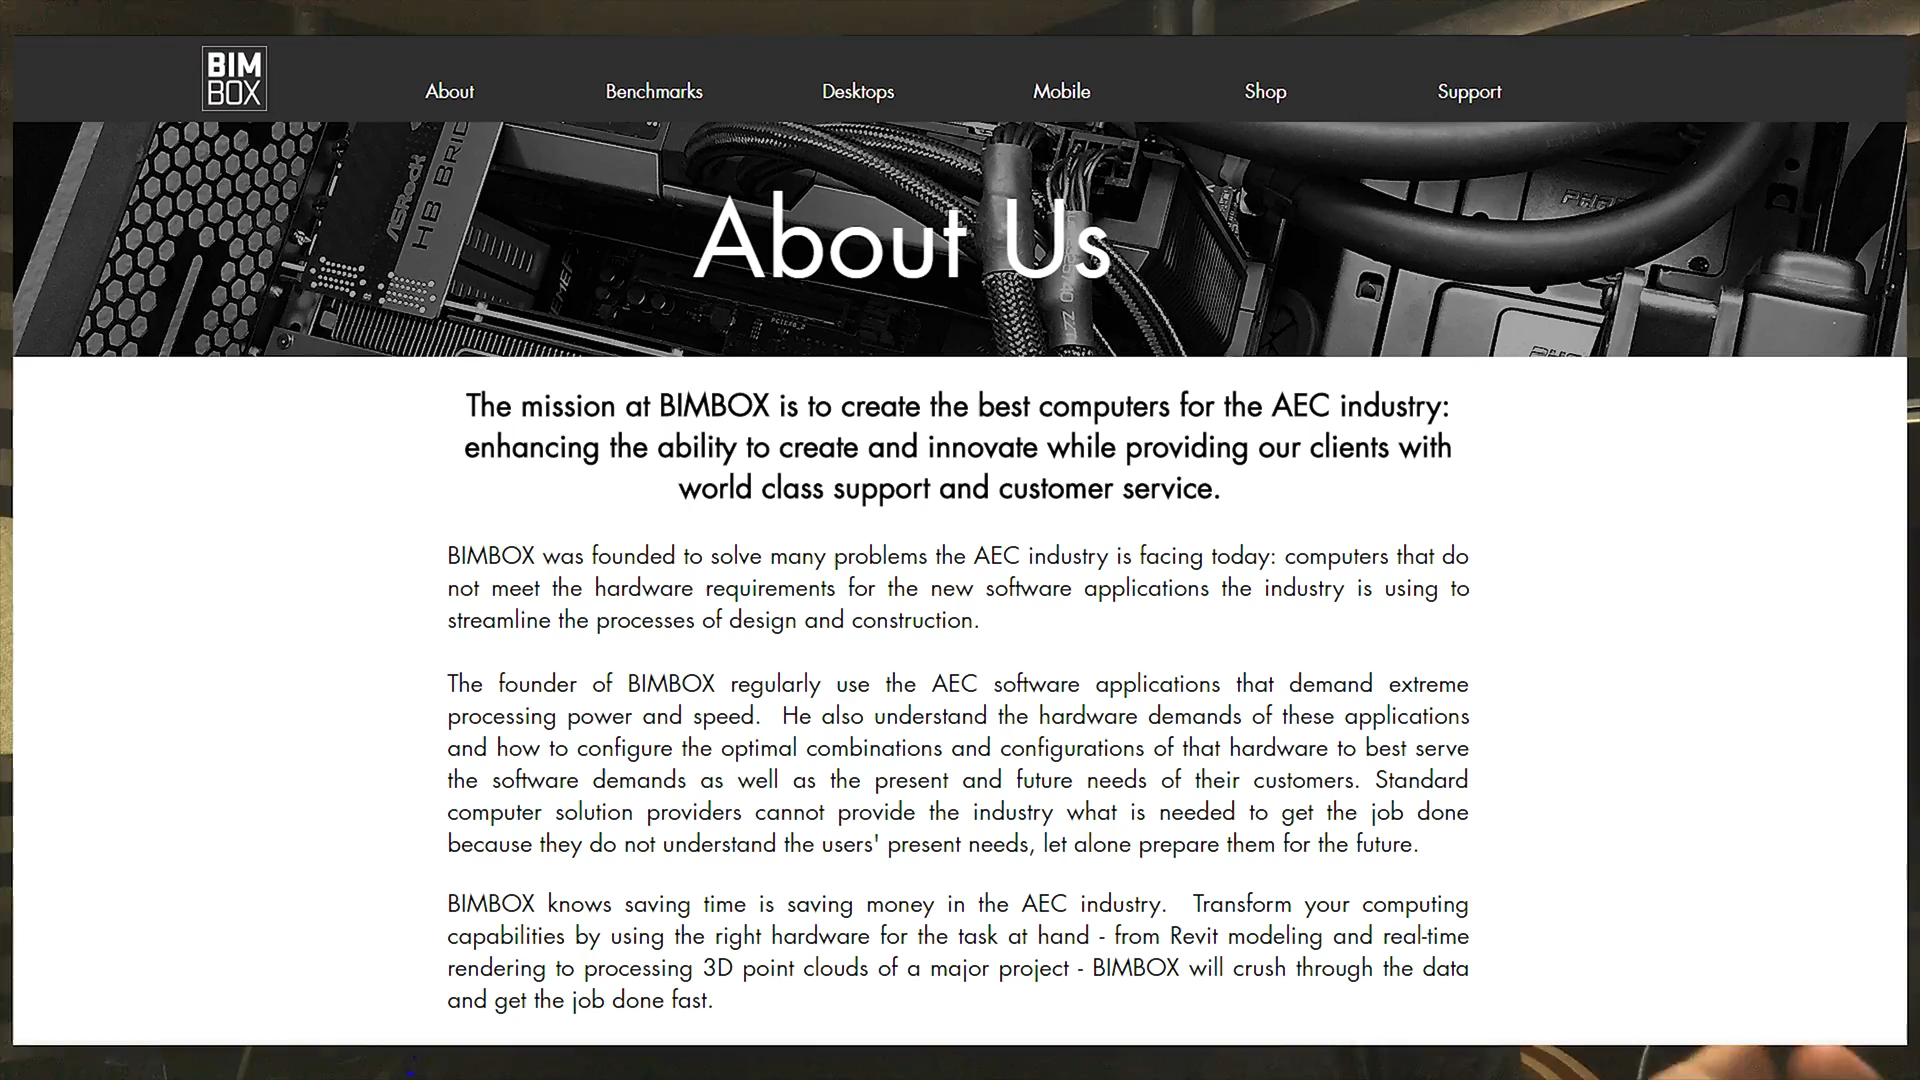 BIM
BOX
About Benchmarks Desktops Mobile Shop Support
ASRock
HB BRID
About Us
The mission at BIMBOX is to create the best computers for the AEC industry:
enhancing the ability to create and innovate while providing our clients with
world class support and customer service.
BIMBOX was founded to solve many problems the AEC industry is facing today: computers that do
not meet the hardware requirements for the new software applications the industry is using to
streamline the processes of design and construction.
The founder of BIMBOX regularly use the AEC software applications that demand extreme
processing power and speed. He also understand the hardware demands of these applications
and how to configure the optimal combinations and configurations of that hardware to best serve
the software demands as well as the present and future needs of their customers. Standard
computer solution providers cannot provide the industry what is needed to get the job done
because they do not understand the users' present needs, let alone prepare them for the future.
BIMBOX knows saving time is saving money in the AEC industry. Transform your computing
capabilities by using the right hardware for the task at hand - from Revit modeling and real-time
rendering to processing 3D point clouds of a major project - BIMBOX will crush through the data
and get the job done fast.